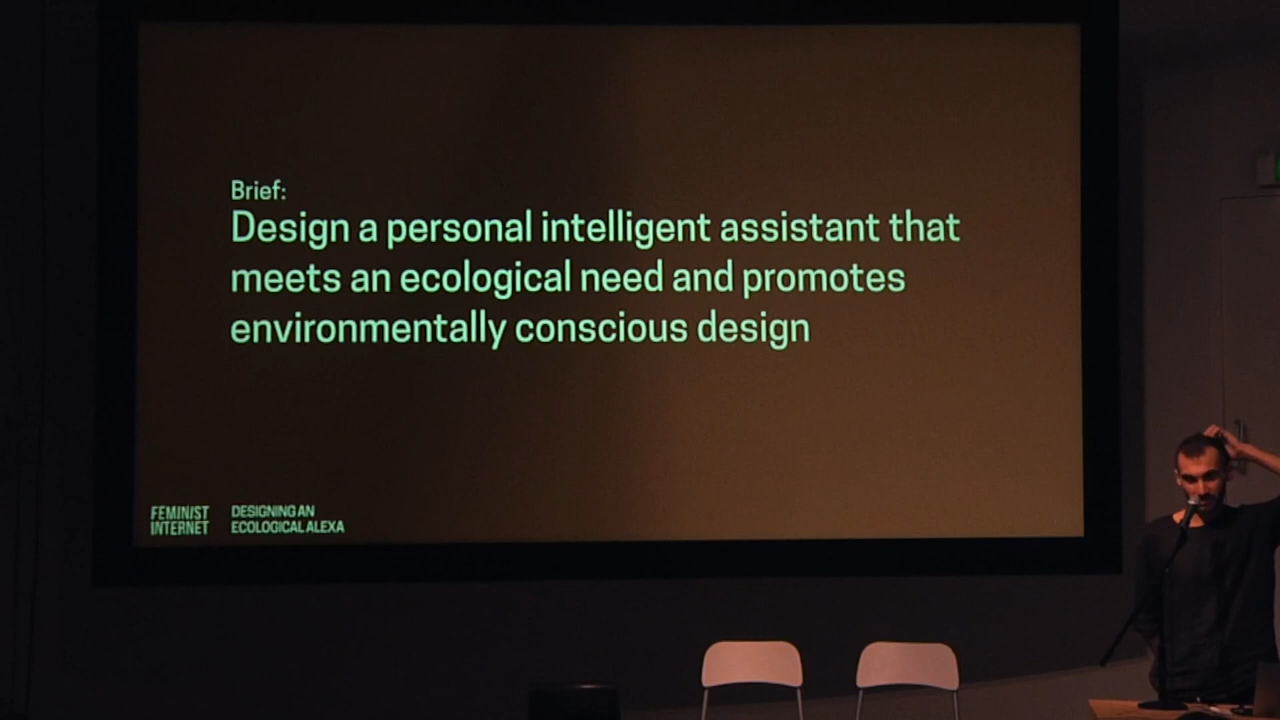 Brief:
Design a personal intelligent assistant that
meets an ecological need and promotes
environmentally conscious design
FEMINIST
INTERNET
DESIGNING AN
ECOLOGICAL ALEXA